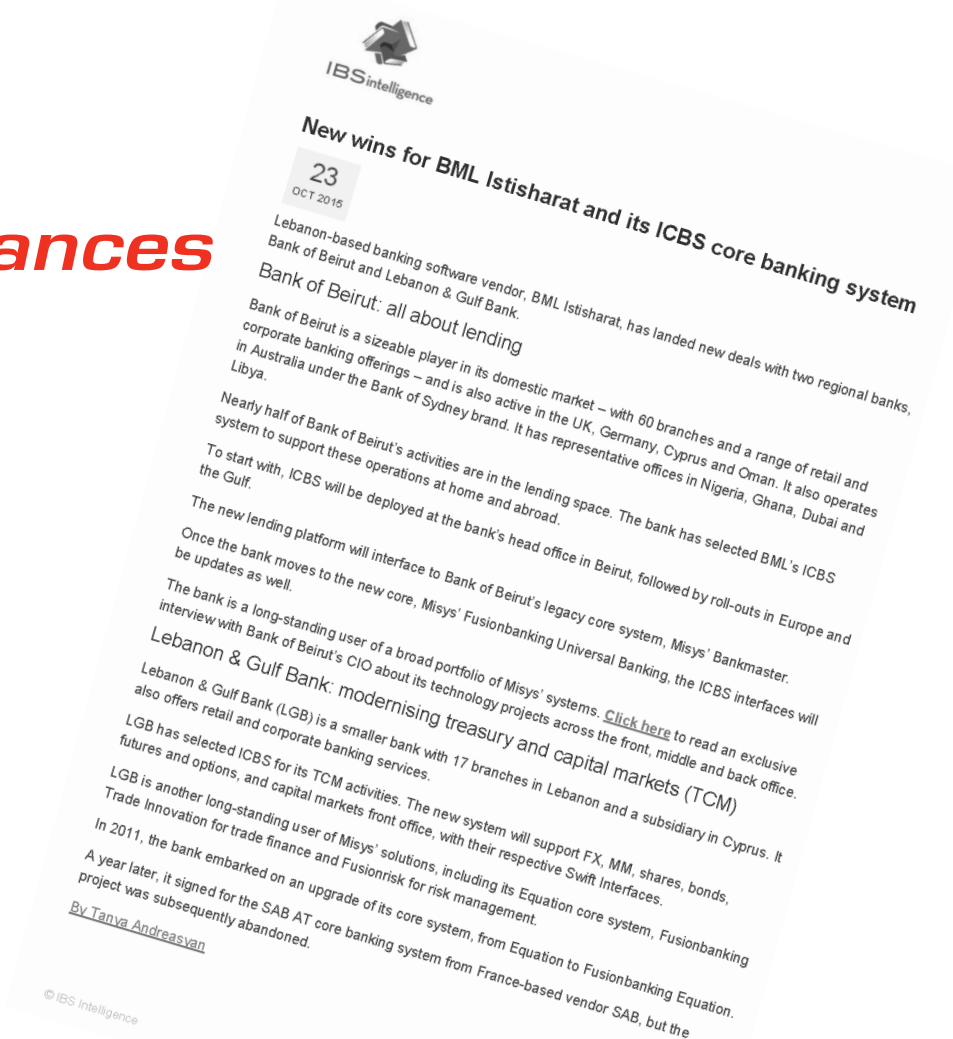 IBSintelligence
New wins for BML Istisharat and its ICBS core banking system
23
OCT 2015
ances
Lebanon-based banking software vendor, BML Istisharat, has landed new deals with two regional banks,
Bank of Beirut and Lebanon & Gulf Bank.
Bank of Beirut: all about lending
Bank of Beirut is a sizeable player in its domestic market – with 60 branches and a range of retail and
corporate banking offerings – and is also active in the UK, Germany, Cyprus and Oman. It also operates
in Australia under the Bank of Sydney brand. It has representative offices in Nigeria, Ghana, Dubai and
Libya.
Nearly half of Bank of Beirut's activities are in the lending space. The bank has selected BML's ICBS
system to support these operations at home and abroad.
To start with, ICBS will be deployed at the bank's head office in Beirut, followed by roll-outs in Europe and
the Gulf.
The new lending platform will interface to Bank of Beirut's legacy core system, Misys' Bankmaster.
Once the bank moves to the new core, Misys' Fusionbanking Universal Banking, the ICBS interfaces will
be updates as well.
The bank is a long-standing user of a broad portfolio of Misys' systems. Click here to read an exclusive
interview with Bank of Beirut's CIO about its technology projects across the front, middle and back office.
Lebanon & Gulf Bank: modernising treasury and capital markets (TCM)
Lebanon & Gulf Bank (LGB) is a smaller bank with 17 branches in Lebanon and a subsidiary in Cyprus. It
also offers retail and corporate banking services.
LGB has selected ICBS for its TCM activities. The new system will support FX, MM, shares, bonds,
futures and options, and capital markets front office, with their respective Swift Interfaces.
LGB is another long-standing user of Misys' solutions, including its Equation core system, Fusionbanking
Trade Innovation for trade finance and Fusionrisk for risk management.
In 2011, the bank embarked on an upgrade of its core system, from Equation to Fusionbanking Equation.
A year later, it signed for the SAB AT core banking system from France-based vendor SAB, but the
project was subsequently abandoned.
By Tanya Andreasyan
© IBS Intelligence